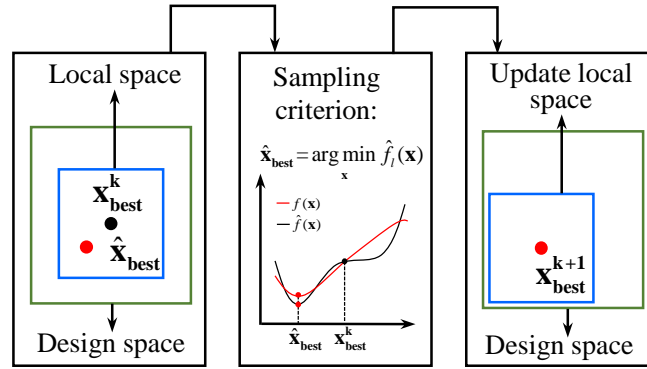 Local space
x^k_best
x̂_best
Design space
Sampling
criterion:
x̂_best = arg min f̂_l(x)
x
f(x)
f̂(x)
x̂_best x^k_best
Update local
space
x^{k+1}_best
Design space